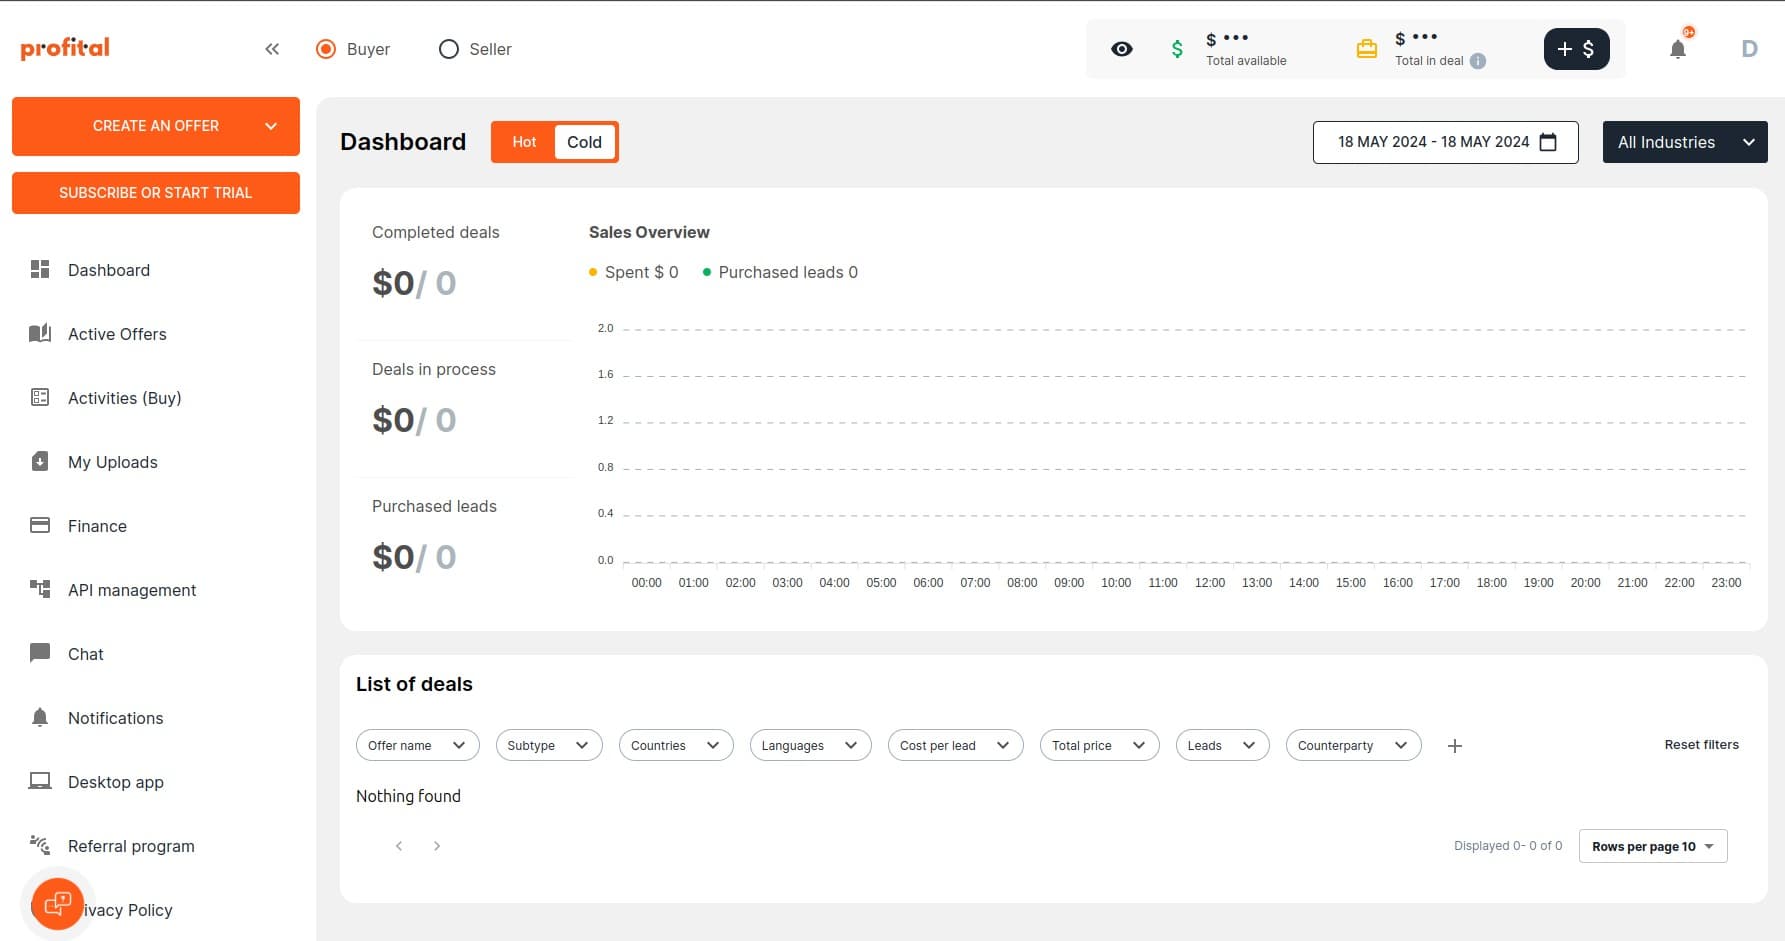 profital
Buyer
Seller
$ •••
Total available
$ •••
Total in deal
+ $
9+
D
CREATE AN OFFER
SUBSCRIBE OR START TRIAL
Dashboard
Active Offers
Activities (Buy)
My Uploads
Finance
API management
Chat
Notifications
Desktop app
Referral program
ivacy Policy
Dashboard
Hot
Cold
18 MAY 2024 - 18 MAY 2024
All Industries
Completed deals
$0/ 0
Deals in process
$0/ 0
Purchased leads
$0/ 0
Sales Overview
Spent $ 0
Purchased leads 0
2.0
1.6
1.2
0.8
0.4
0.0
00:00 01:00 02:00 03:00 04:00 05:00 06:00 07:00 08:00 09:00 10:00 11:00 12:00 13:00 14:00 15:00 16:00 17:00 18:00 19:00 20:00 21:00 22:00 23:00
List of deals
Offer name
Subtype
Countries
Languages
Cost per lead
Total price
Leads
Counterparty
Reset filters
Nothing found
Displayed 0- 0 of 0
Rows per page 10